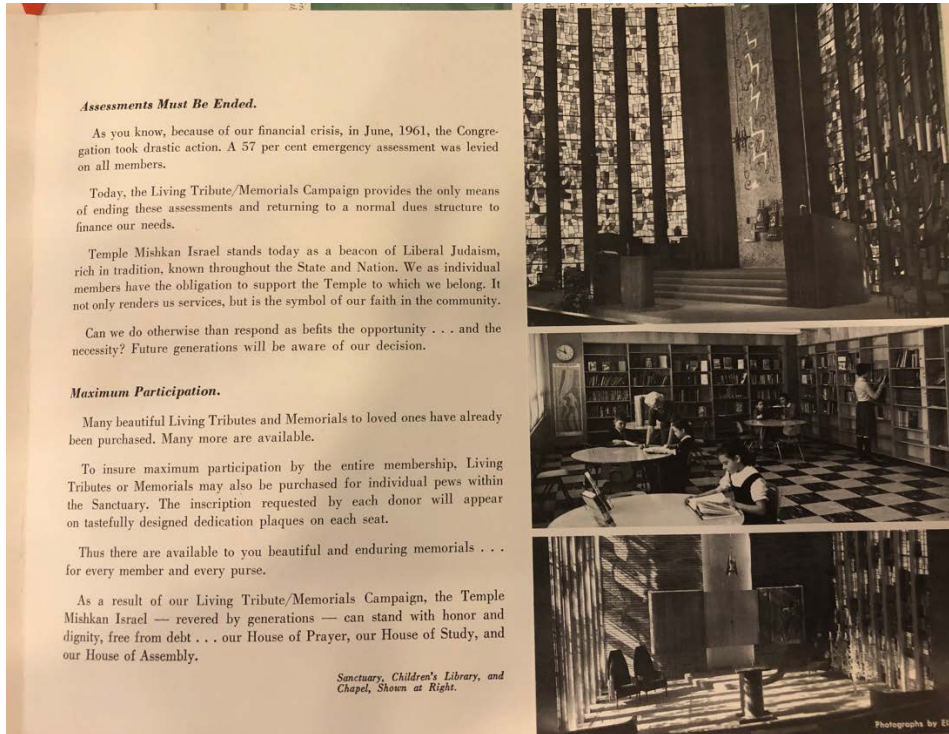 Assessments Must Be Ended.
As you know, because of our financial crisis, in June, 1961, the Congre-
gation took drastic action. A 57 per cent emergency assessment was levied
on all members.
Today, the Living Tribute/Memorials Campaign provides the only means
of ending these assessments and returning to a normal dues structure to
finance our needs.
Temple Mishkan Israel stands today as a beacon of Liberal Judaism,
rich in tradition, known throughout the State and Nation. We as individual
members have the obligation to support the Temple to which we belong. It
not only renders us services, but is the symbol of our faith in the community.
Can we do otherwise than respond as befits the opportunity . . . and the
necessity? Future generations will be aware of our decision.
Maximum Participation.
Many beautiful Living Tributes and Memorials to loved ones have already
been purchased. Many more are available.
To insure maximum participation by the entire membership, Living
Tributes or Memorials may also be purchased for individual pews within
the Sanctuary. The inscription requested by each donor will appear
on tastefully designed dedication plaques on each seat.
Thus there are available to you beautiful and enduring memorials . . .
for every member and every purse.
As a result of our Living Tribute/Memorials Campaign, the Temple
Mishkan Israel — revered by generations — can stand with honor and
dignity, free from debt . . . our House of Prayer, our House of Study, and
our House of Assembly.
Sanctuary, Children's Library, and
Chapel, Shown at Right.
Photographs by